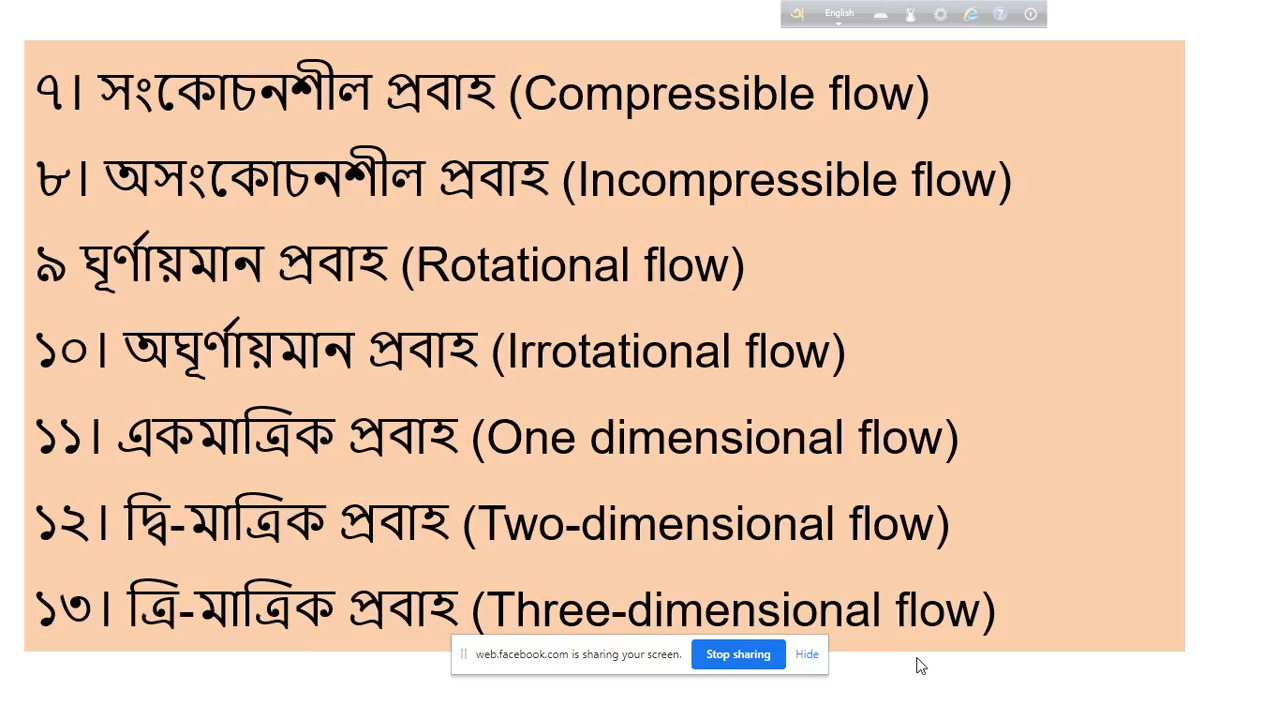 English
৭। সংকোচনশীল প্রবাহ (Compressible flow)
৮। অসংকোচনশীল প্রবাহ (Incompressible flow)
৯ ঘূর্ণায়মান প্রবাহ (Rotational flow)
১০। অঘূর্ণায়মান প্রবাহ (Irrotational flow)
১১। একমাত্রিক প্রবাহ (One dimensional flow)
১২। দ্বি-মাত্রিক প্রবাহ (Two-dimensional flow)
১৩। ত্রি-মাত্রিক প্রবাহ (Three-dimensional flow)
web.facebook.com is sharing your screen. Stop sharing Hide